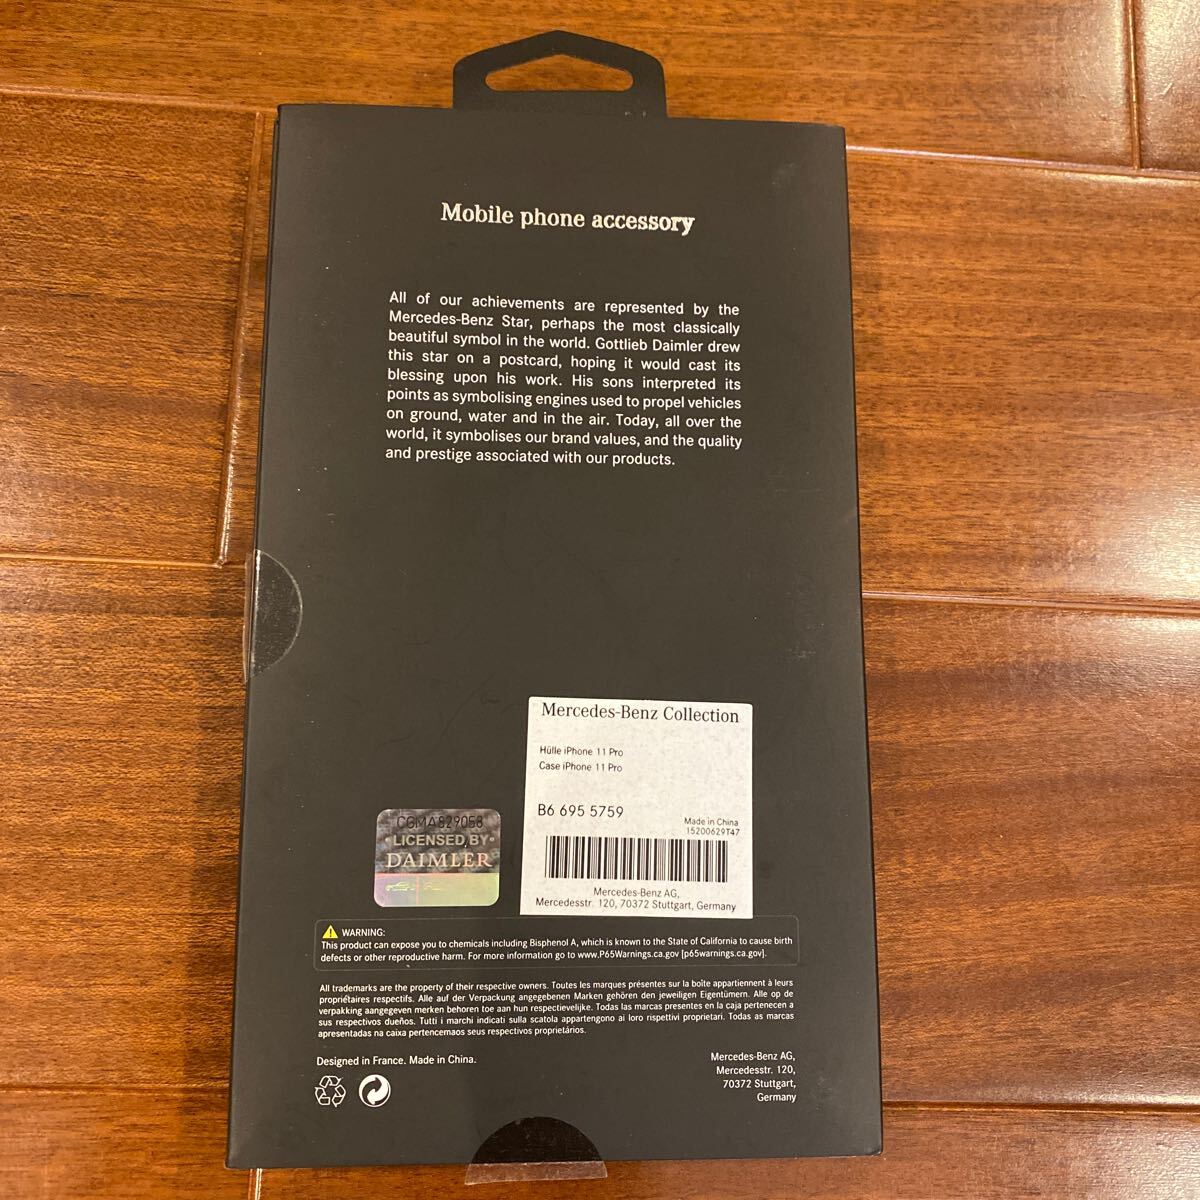 Mobile phone accessory
All of our achievements are represented by the
Mercedes-Benz Star, perhaps the most classically
beautiful symbol in the world. Gottlieb Daimler drew
this star on a postcard, hoping it would cast its
blessing upon his work. His sons interpreted its
points as symbolising engines used to propel vehicles
on ground, water and in the air. Today, all over the
world, it symbolises our brand values, and the quality
and prestige associated with our products.
Mercedes-Benz Collection
Hülle iPhone 11 Pro
Case iPhone 11 Pro
B6 695 5759
Made in China
15200629T47
Mercedes-Benz AG,
Mercedesstr. 120, 70372 Stuttgart, Germany
CGMA829058
LICENSED BY
DAIMLER
WARNING:
This product can expose you to chemicals including Bisphenol A, which is known to the State of California to cause birth
defects or other reproductive harm. For more information go to www.P65Warnings.ca.gov [p65warnings.ca.gov].
All trademarks are the property of their respective owners. Toutes les marques présentes sur la boîte appartiennent à leurs
propriétaires respectifs. Alle auf der Verpackung angegebenen Marken gehören den jeweiligen Eigentümern. Alle op de
verpakking aangegeven merken behoren toe aan hun respectievelijke. Todas las marcas presentes en la caja pertenecen a
sus respectivos dueños. Tutti i marchi indicati sulla scatola appartengono ai loro rispettivi proprietari. Todas as marcas
apresentadas na caixa pertencemaos seus respectivos proprietários.
Designed in France. Made in China.
Mercedes-Benz AG,
Mercedesstr. 120,
70372 Stuttgart,
Germany